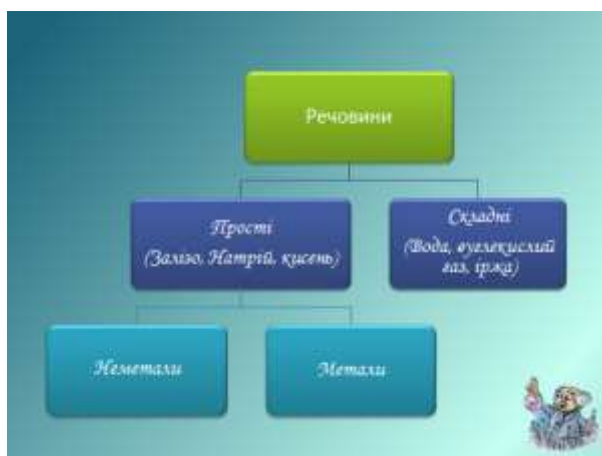 Речовини
Прості
(Залізо, Натрій, кисень)
Складні
(Вода, вуглекислий
газ, іржа)
Неметали
Метали